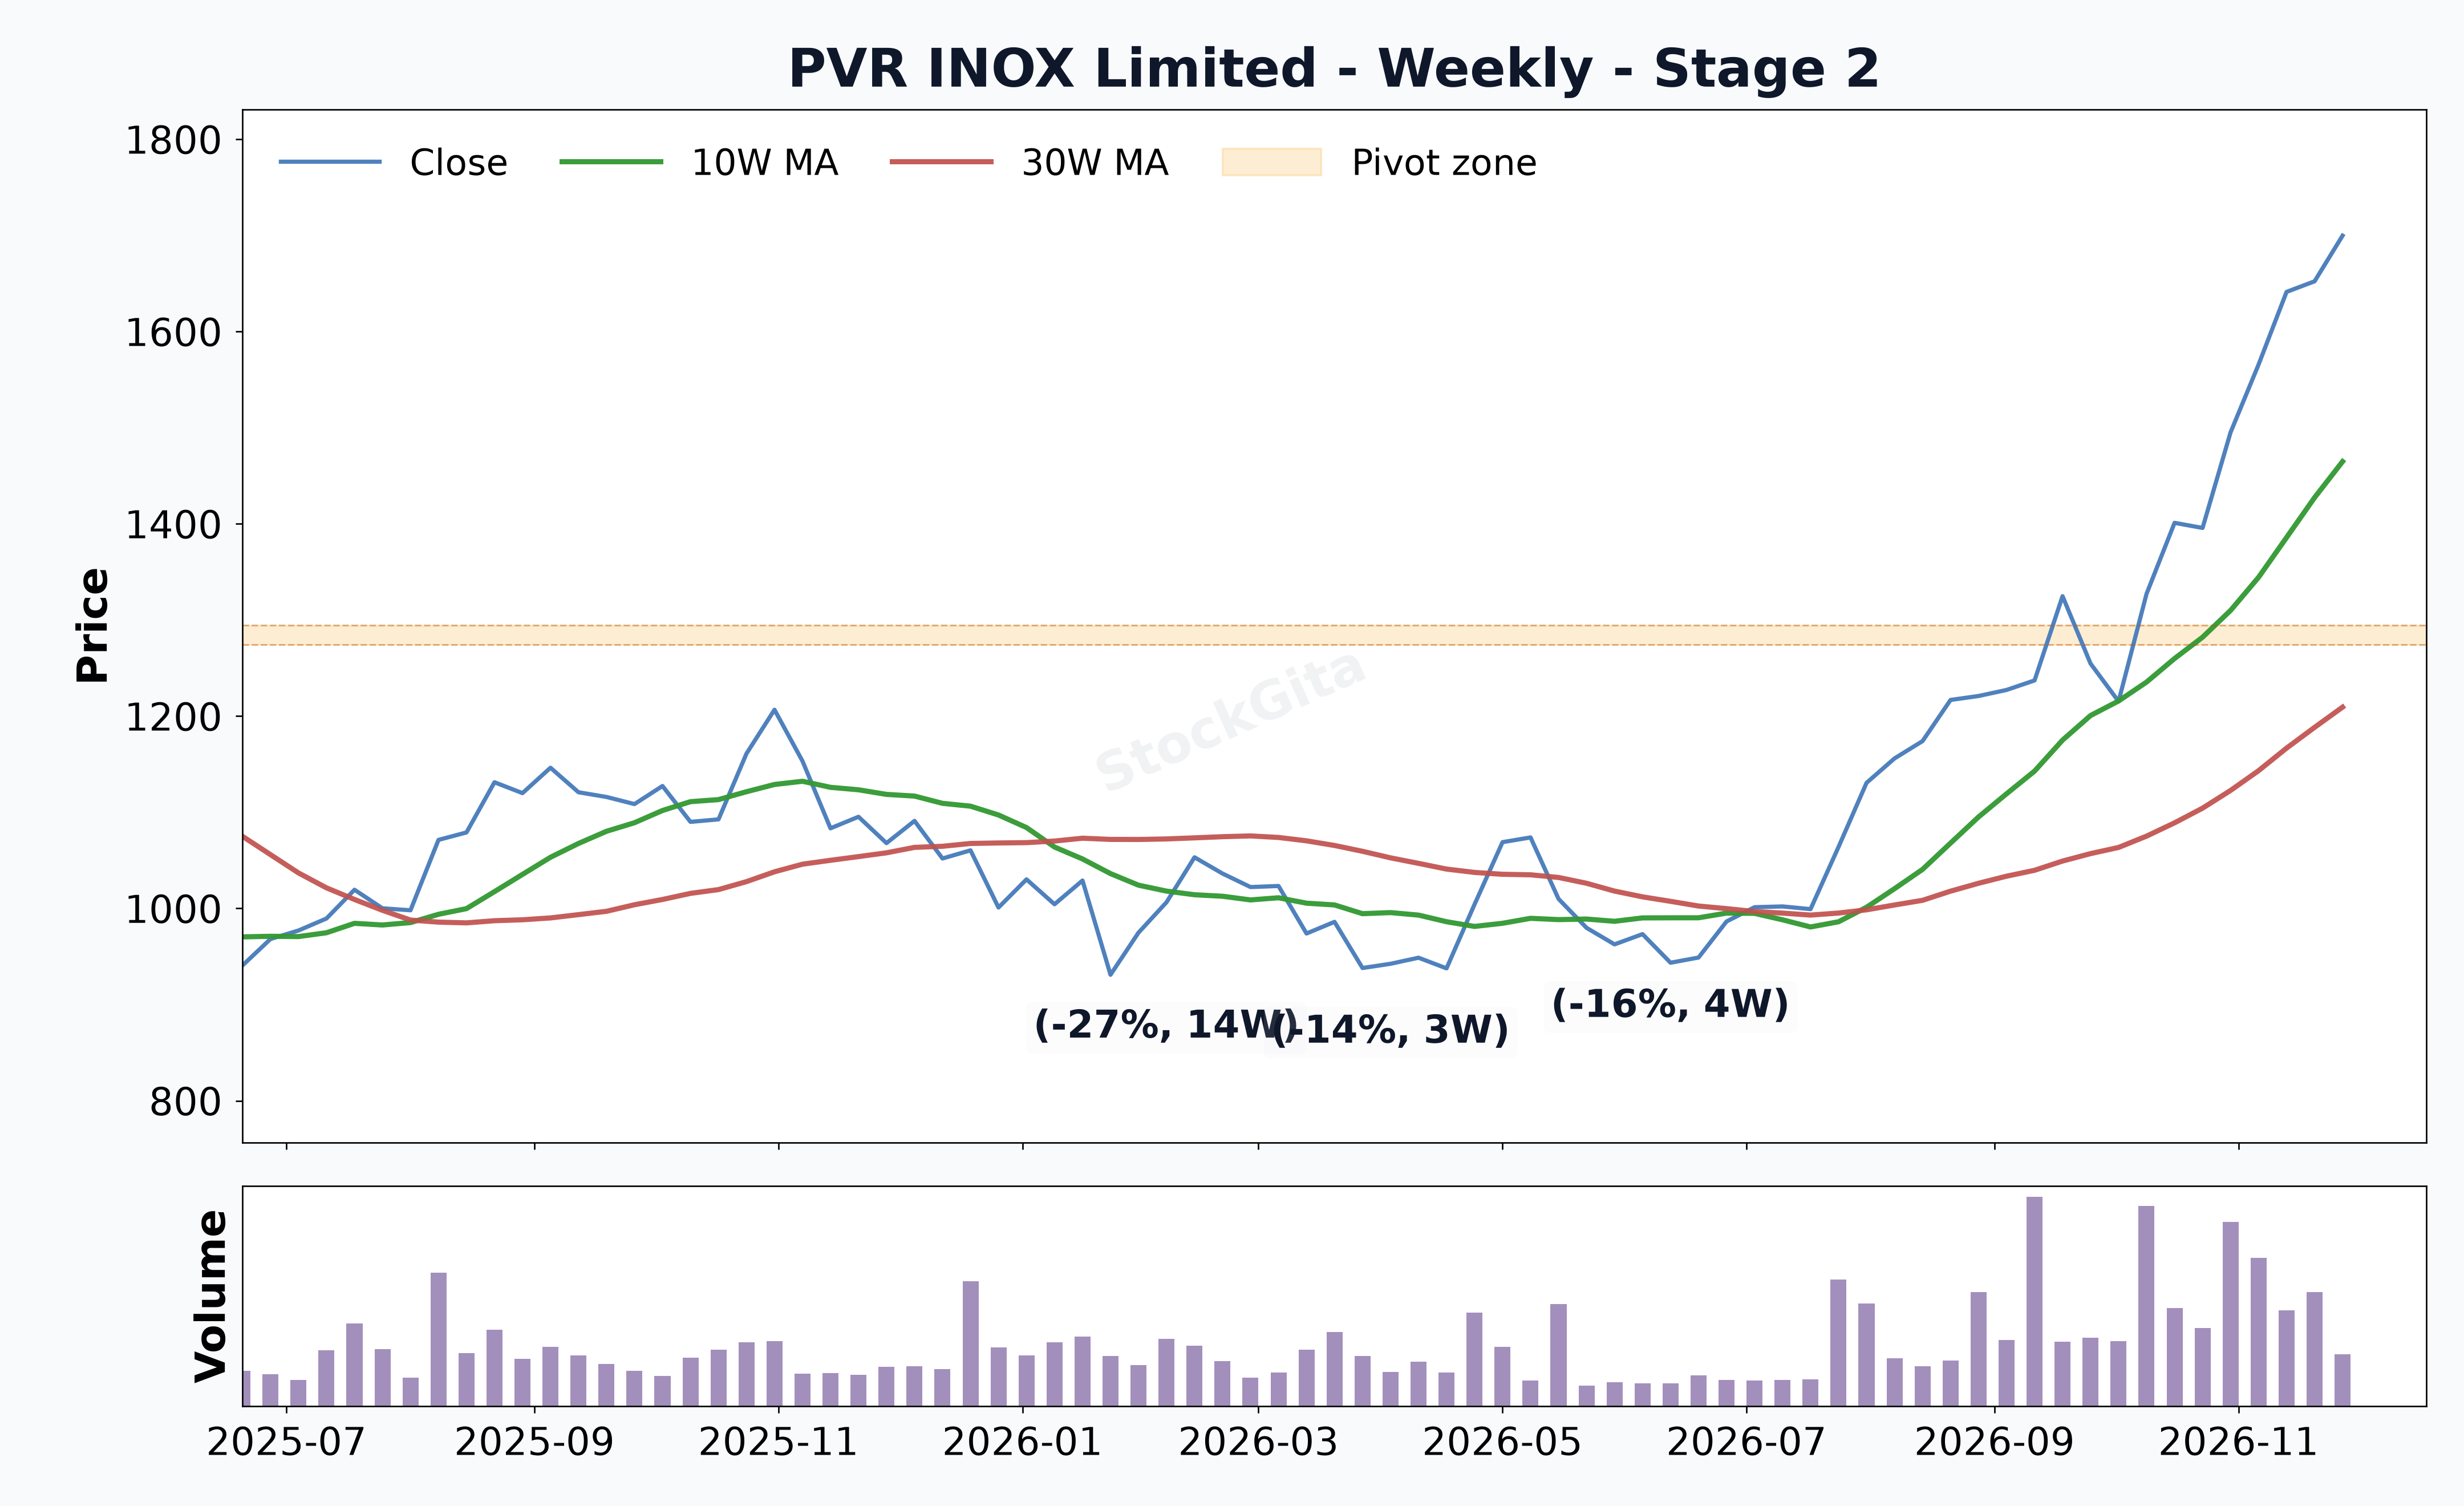 PVR INOX Limited - Weekly - Stage 2
Close 10W MA 30W MA Pivot zone
1800
1600
1400
1200
1000
800
Price
StockGita
(-27%, 14W)
(-14%, 3W)
(-16%, 4W)
Volume
2025-07 2025-09 2025-11 2026-01 2026-03 2026-05 2026-07 2026-09 2026-11